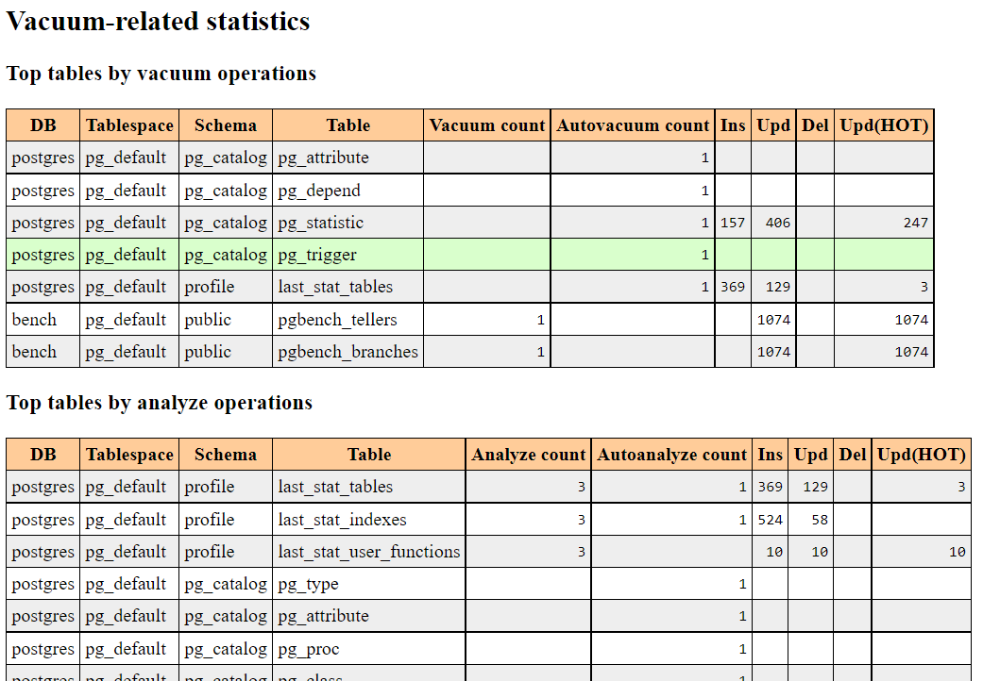 Vacuum-related statistics
Top tables by vacuum operations
DB Tablespace Schema Table Vacuum count Autovacuum count Ins Upd Del Upd(HOT)
postgres pg_default pg_catalog pg_attribute 1
postgres pg_default pg_catalog pg_depend 1
postgres pg_default pg_catalog pg_statistic 1 157 406 247
postgres pg_default pg_catalog pg_trigger 1
postgres pg_default profile last_stat_tables 1 369 129 3
bench pg_default public pgbench_tellers 1 1074 1074
bench pg_default public pgbench_branches 1 1074 1074
Top tables by analyze operations
DB Tablespace Schema Table Analyze count Autoanalyze count Ins Upd Del Upd(HOT)
postgres pg_default profile last_stat_tables 3 1 369 129 3
postgres pg_default profile last_stat_indexes 3 1 524 58
postgres pg_default profile last_stat_user_functions 3 10 10 10
postgres pg_default pg_catalog pg_type 1
postgres pg_default pg_catalog pg_attribute 1
postgres pg_default pg_catalog pg_proc 1
postgres pg_default pg_catalog pg_class 1